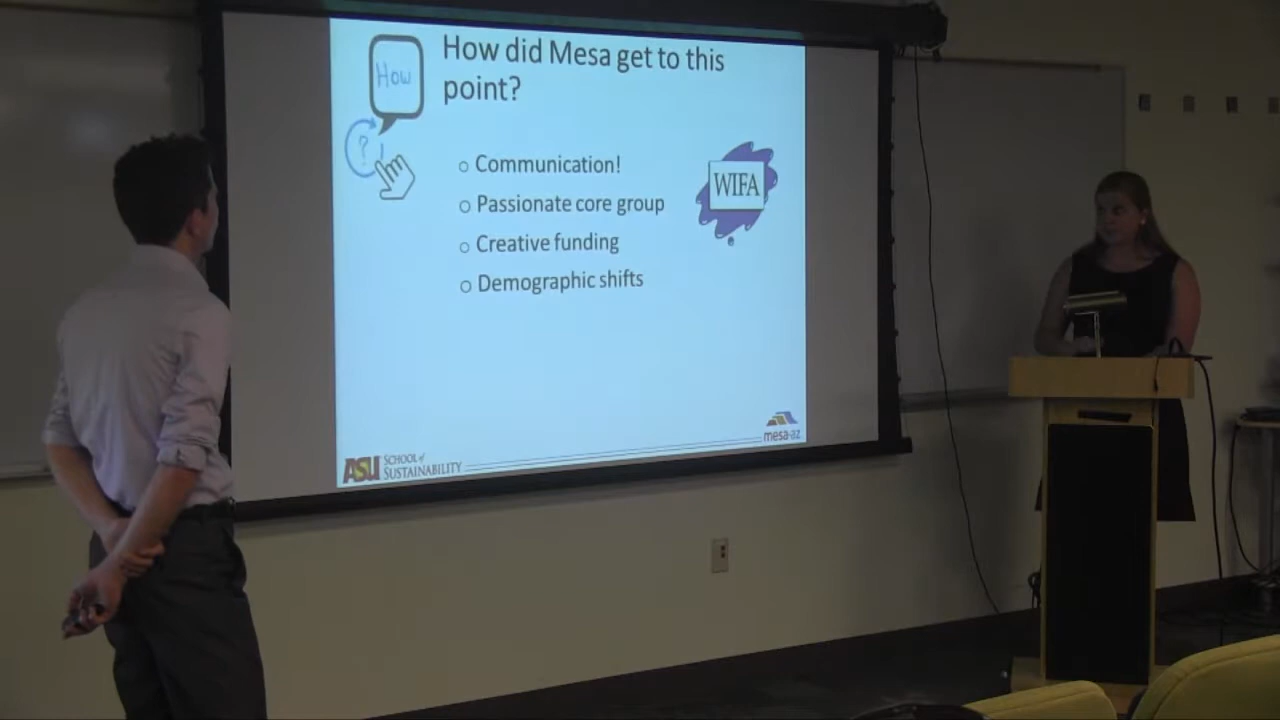 How
?
How did Mesa get to this
point?
Communication!
Passionate core group
Creative funding
Demographic shifts
WIFA
ASU SCHOOL of
SUSTAINABILITY
mesa·az